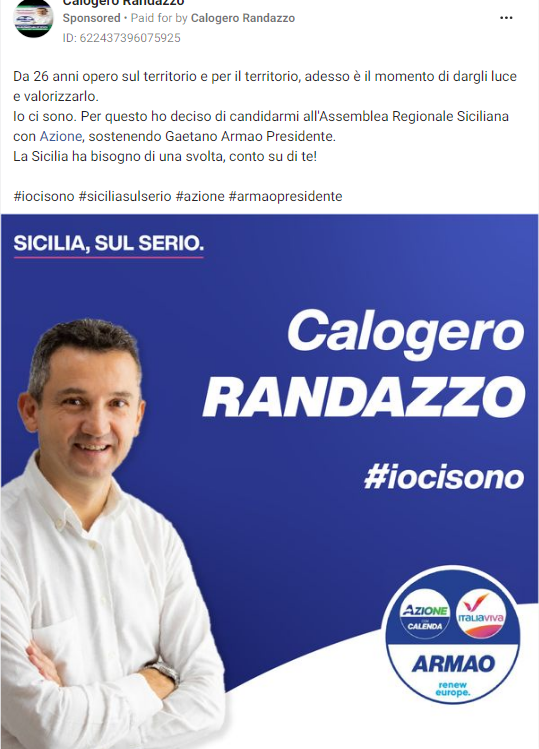 Calogero Randazzo
Sponsored • Paid for by Calogero Randazzo
ID: 622437396075925
Da 26 anni opero sul territorio e per il territorio, adesso è il momento di dargli luce
e valorizzarlo.
Io ci sono. Per questo ho deciso di candidarmi all'Assemblea Regionale Siciliana
con Azione, sostenendo Gaetano Armao Presidente.
La Sicilia ha bisogno di una svolta, conto su di te!
#iocisono #siciliasulserio #azione #armaopresidente
SICILIA, SUL SERIO.
Calogero
RANDAZZO
#iocisono
AZIONE
CON
CALENDA
ITALIAVIVA
ARMAO
renew
europe.